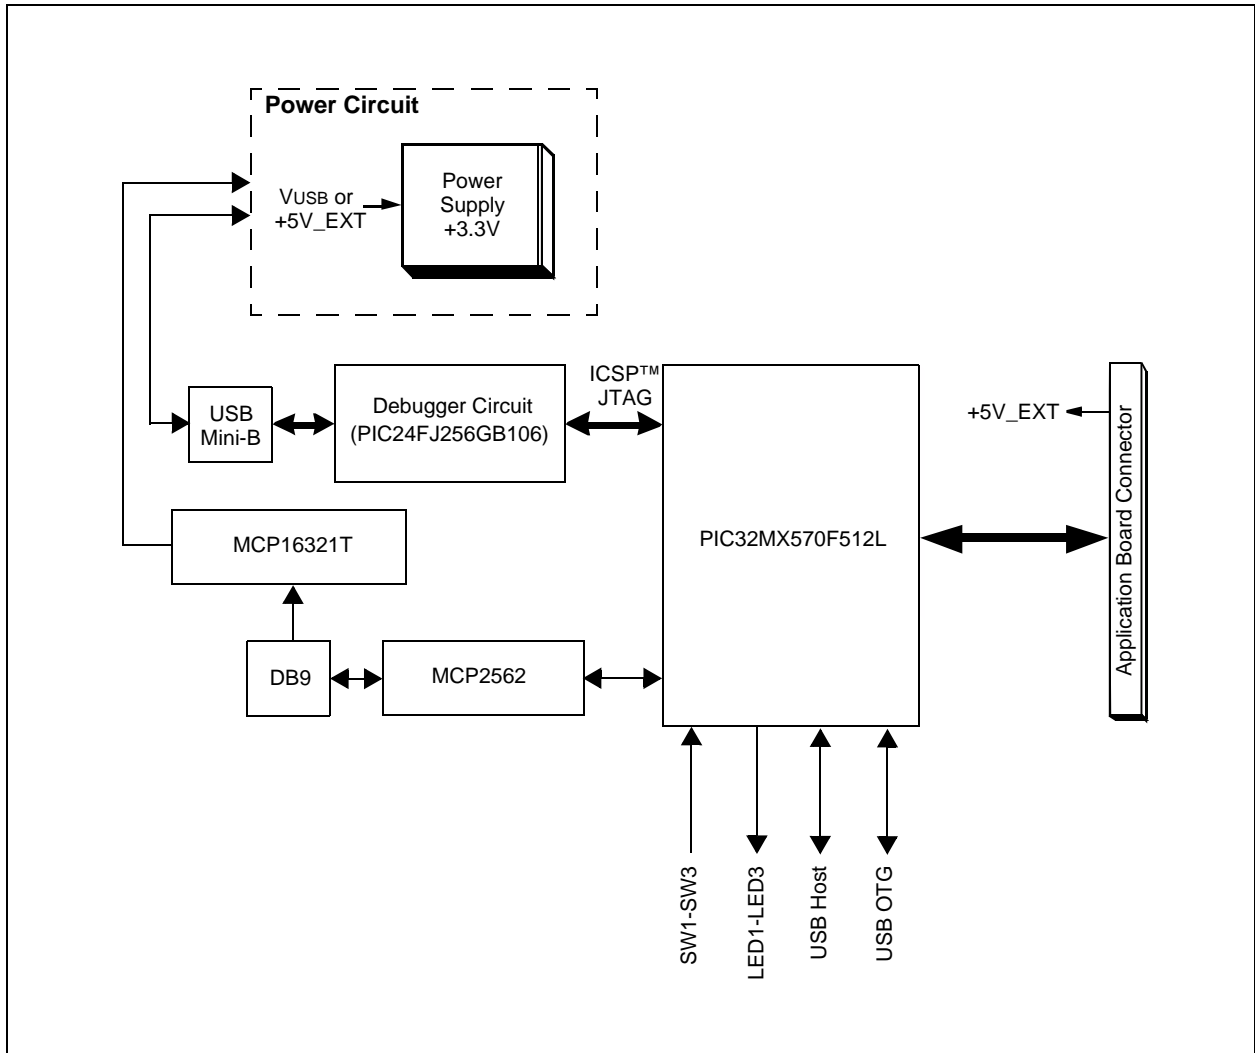 Power Circuit
VUSB or
+5V_EXT
Power
Supply
+3.3V
ICSP™
JTAG
USB
Mini-B
Debugger Circuit
(PIC24FJ256GB106)
+5V_EXT
MCP16321T
PIC32MX570F512L
Application Board Connector
DB9
MCP2562
SW1-SW3
LED1-LED3
USB Host
USB OTG